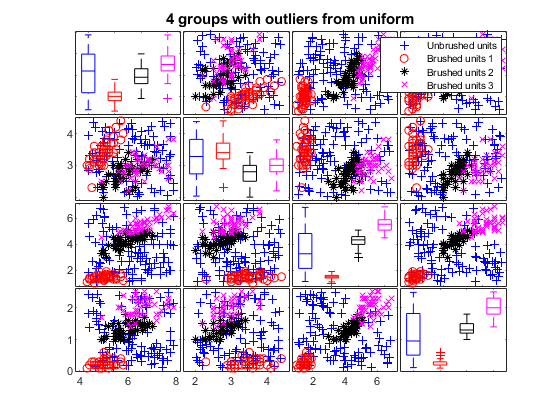 4 groups with outliers from uniform
Unbrushed units
Brushed units 1
Brushed units 2
Brushed units 3
4
3
6
4
2
2
1
0
4 6 8
2 3 4
2 4 6